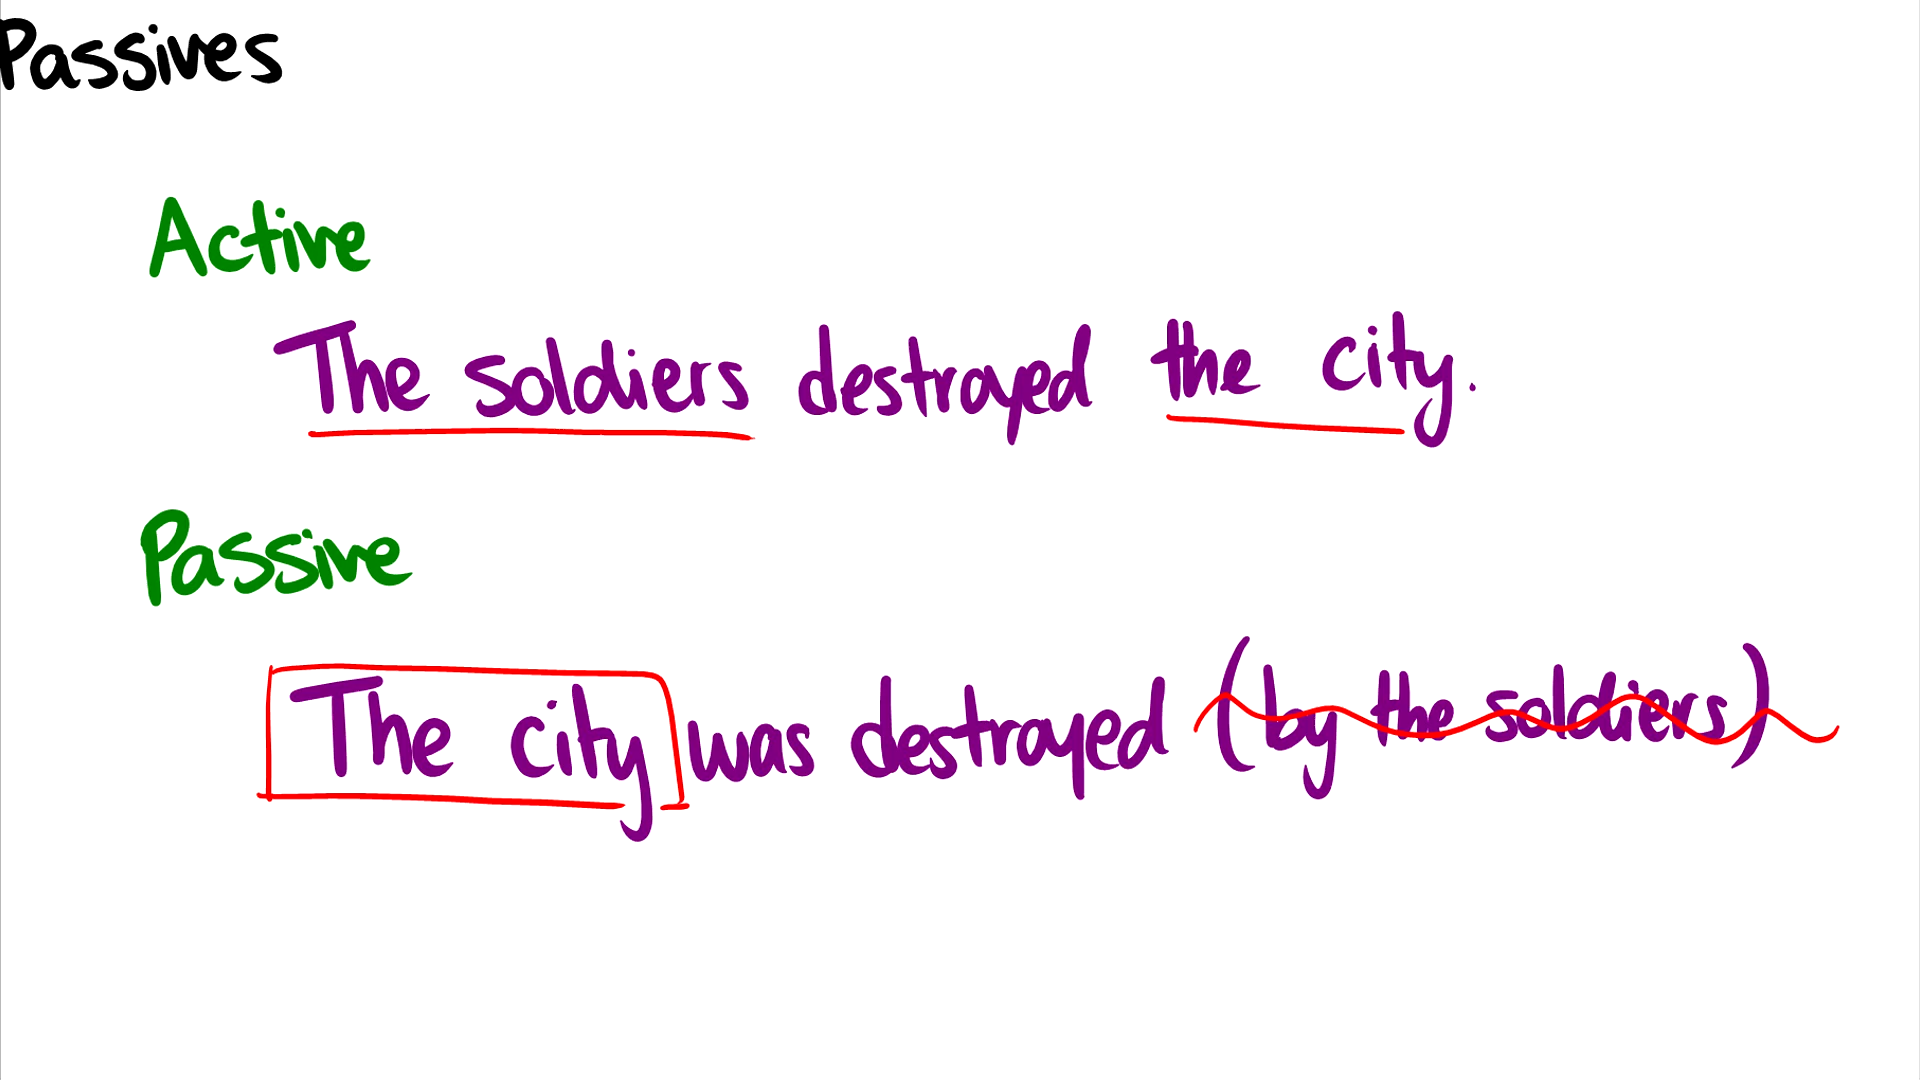 Passives
Active
The soldiers destroyed the city.
Passive
The city was destroyed (by the soldiers)